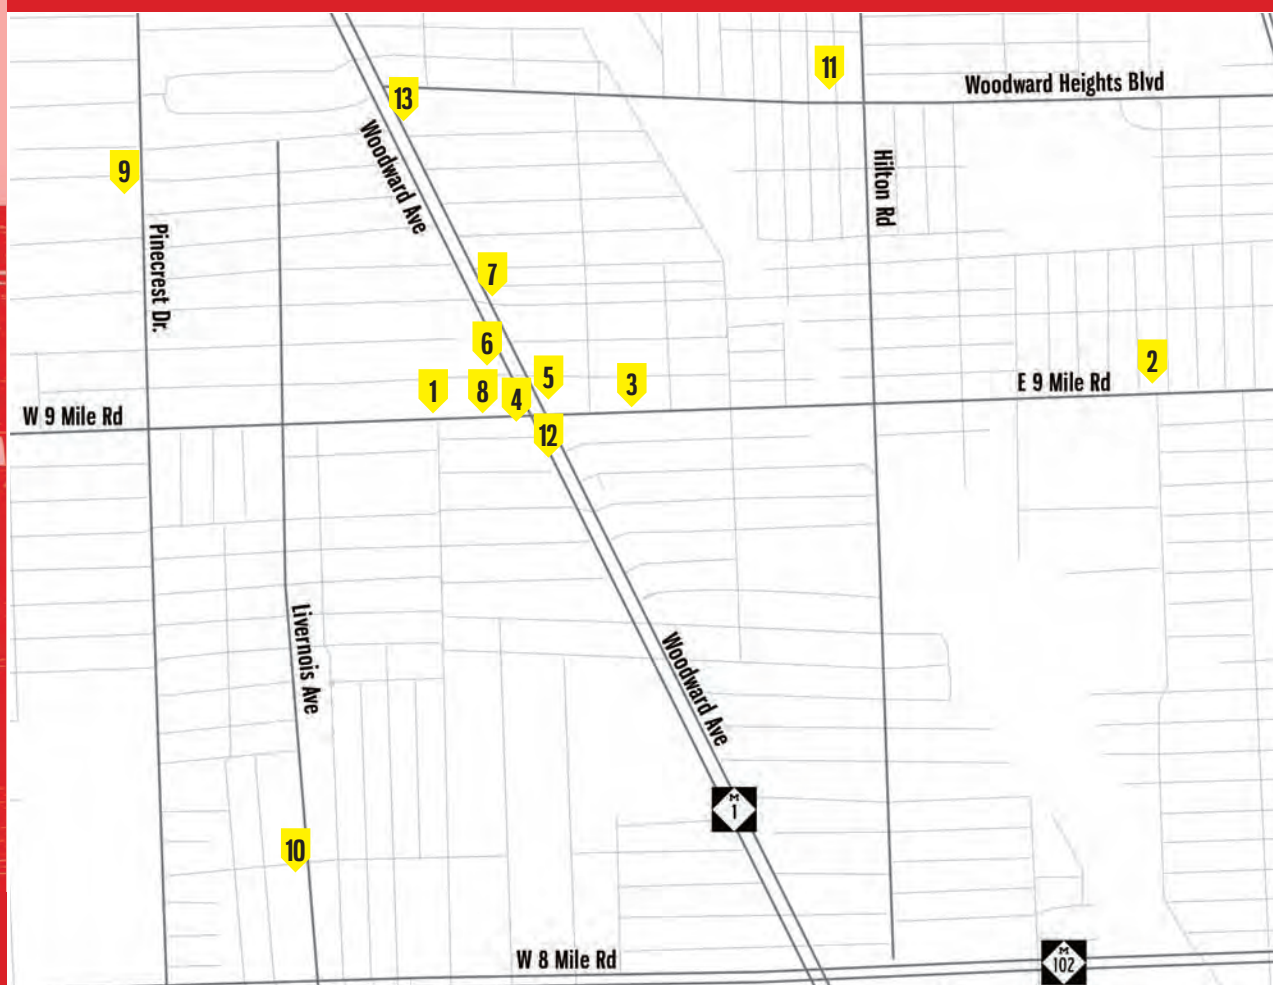 11
Woodward Heights Blvd
13
Woodward Ave
Hilton Rd
9
Pinecrest Dr.
7
6
5
2
1
8
4
3
E 9 Mile Rd
W 9 Mile Rd
12
Livernois Ave
Woodward Ave
M
1
10
W 8 Mile Rd
M
102